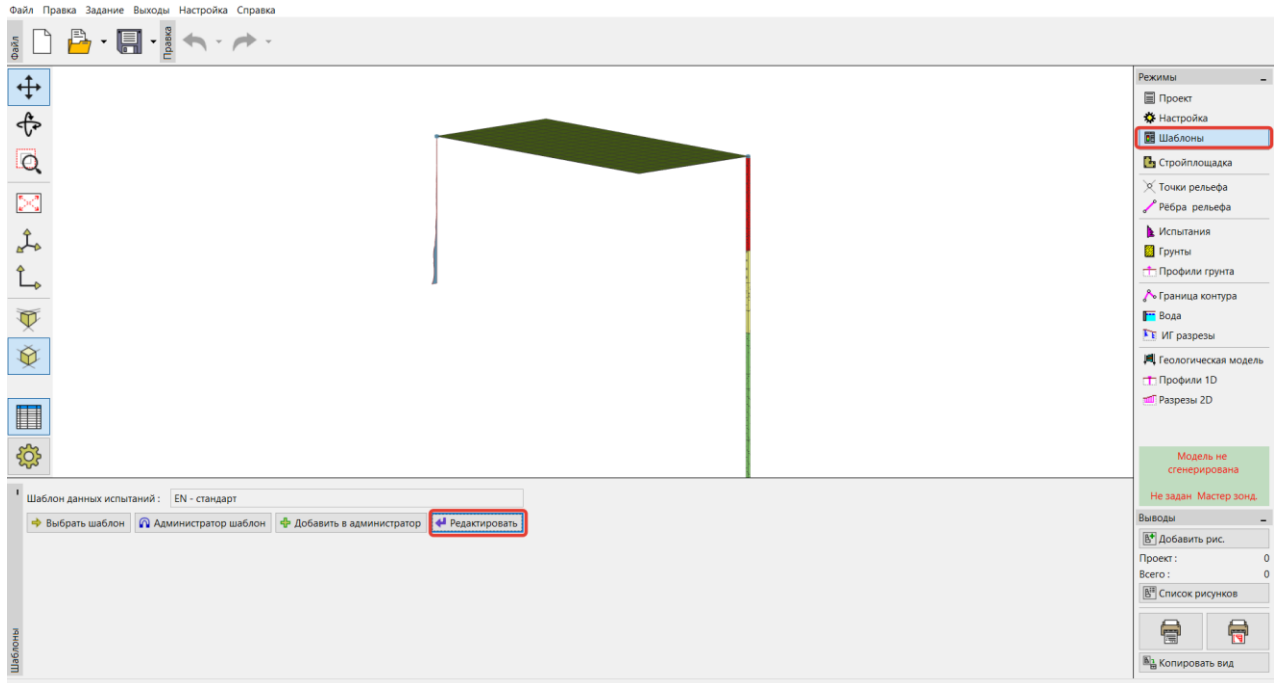 Файл Правка Задание Выходы Настройка Справка
Файл
Правка
Режимы
Проект
Настройка
Шаблоны
Стройплощадка
Точки рельефа
Рёбра рельефа
Испытания
Грунты
Профили грунта
Граница контура
Вода
ИГ разрезы
Геологическая модель
Профили 1D
Разрезы 2D
Модель не
сгенерирована
Не задан Мастер зонд.
Шаблон данных испытаний : EN - стандарт
Выбрать шаблон Администратор шаблон Добавить в администратор Редактировать
Шаблоны
Выводы
Добавить рис.
Проект : 0
Всего : 0
Список рисунков
Копировать вид